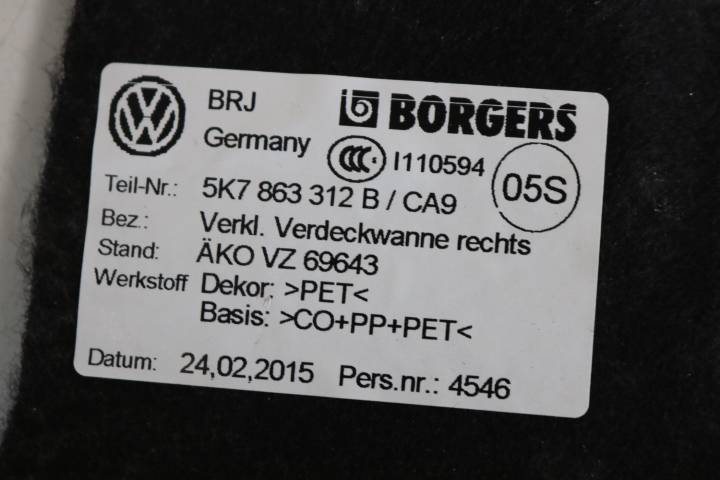 BRJ BORGERS
Germany CCC I110594 05S
Teil-Nr.: 5K7 863 312 B / CA9
Bez.: Verkl. Verdeckwanne rechts
Stand: ÄKO VZ 69643
Werkstoff Dekor: >PET<
Basis: >CO+PP+PET<
Datum: 24,02,2015 Pers.nr.: 4546